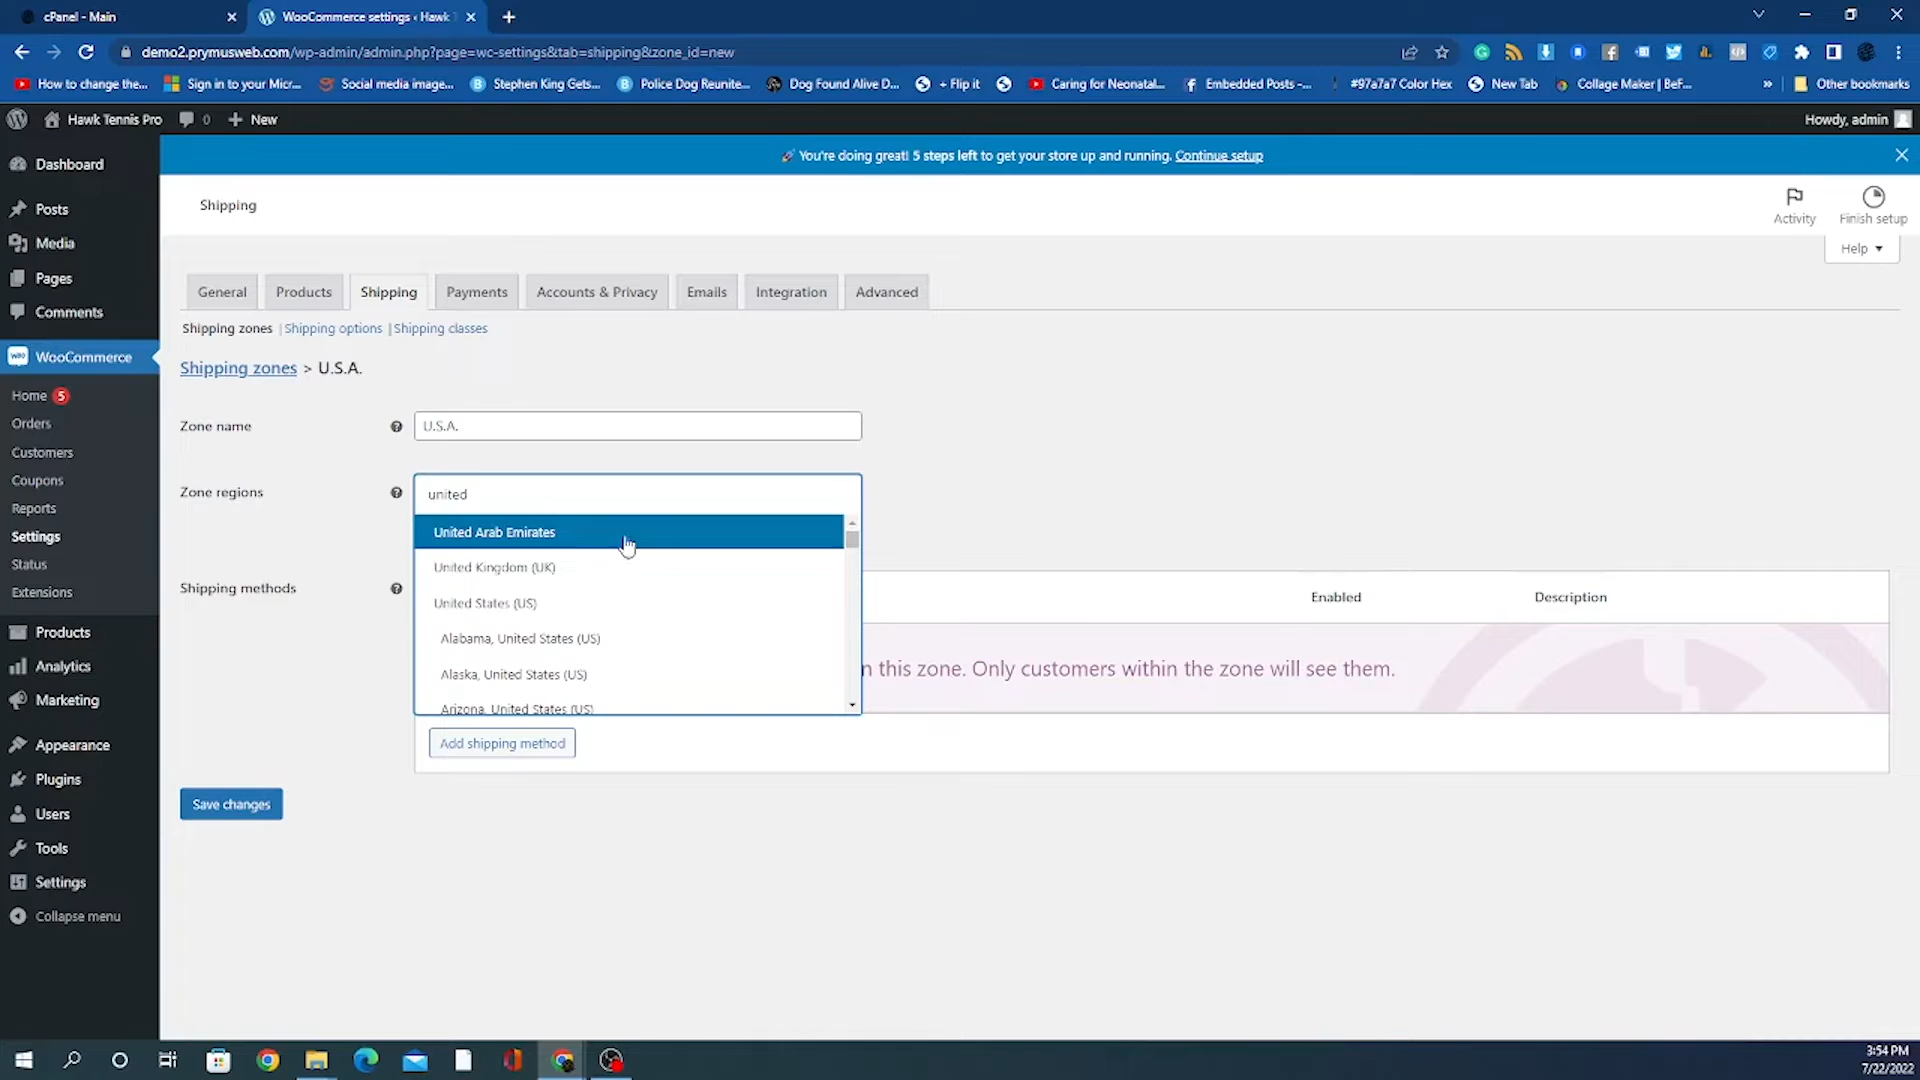 cPanel - Main
WooCommerce settings ‹ Hawk T
demo2.prymusweb.com/wp-admin/admin.php?page=wc-settings&tab=shipping&zone_id=new
How to change the...
Sign in to your Micr...
Social media image...
Stephen King Gets...
Police Dog Reunite...
Dog Found Alive D...
+ Flip it
Caring for Neonatal...
Embedded Posts -...
#97a7a7 Color Hex
New Tab
Collage Maker | BeF...
»
Other bookmarks
Hawk Tennis Pro
0
+ New
Howdy, admin
Dashboard
Posts
Media
Pages
Comments
WooCommerce
Home 5
Orders
Customers
Coupons
Reports
Settings
Status
Extensions
Products
Analytics
Marketing
Appearance
Plugins
Users
Tools
Settings
Collapse menu
🚀 You're doing great! 5 steps left to get your store up and running. Continue setup
Shipping
Activity
Finish setup
Help
General
Products
Shipping
Payments
Accounts & Privacy
Emails
Integration
Advanced
Shipping zones | Shipping options | Shipping classes
Shipping zones > U.S.A.
Zone name
U.S.A.
Zone regions
united
United Arab Emirates
United Kingdom (UK)
United States (US)
Alabama, United States (US)
Alaska, United States (US)
Arizona, United States (US)
Shipping methods
Enabled
Description
n this zone. Only customers within the zone will see them.
Add shipping method
Save changes
3:54 PM
7/22/2022